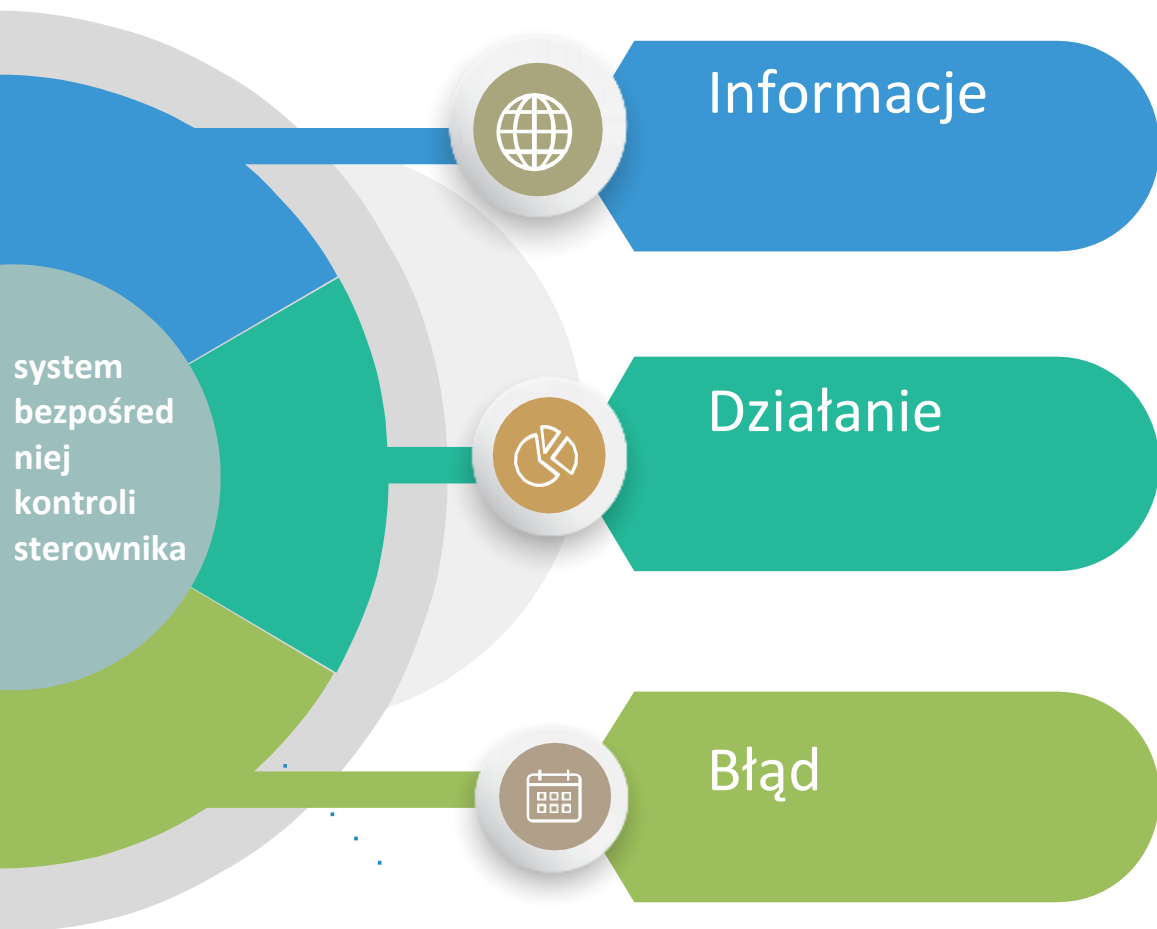 Informacje
system
bezpośred
niej
kontroli
sterownika
Działanie
Błąd